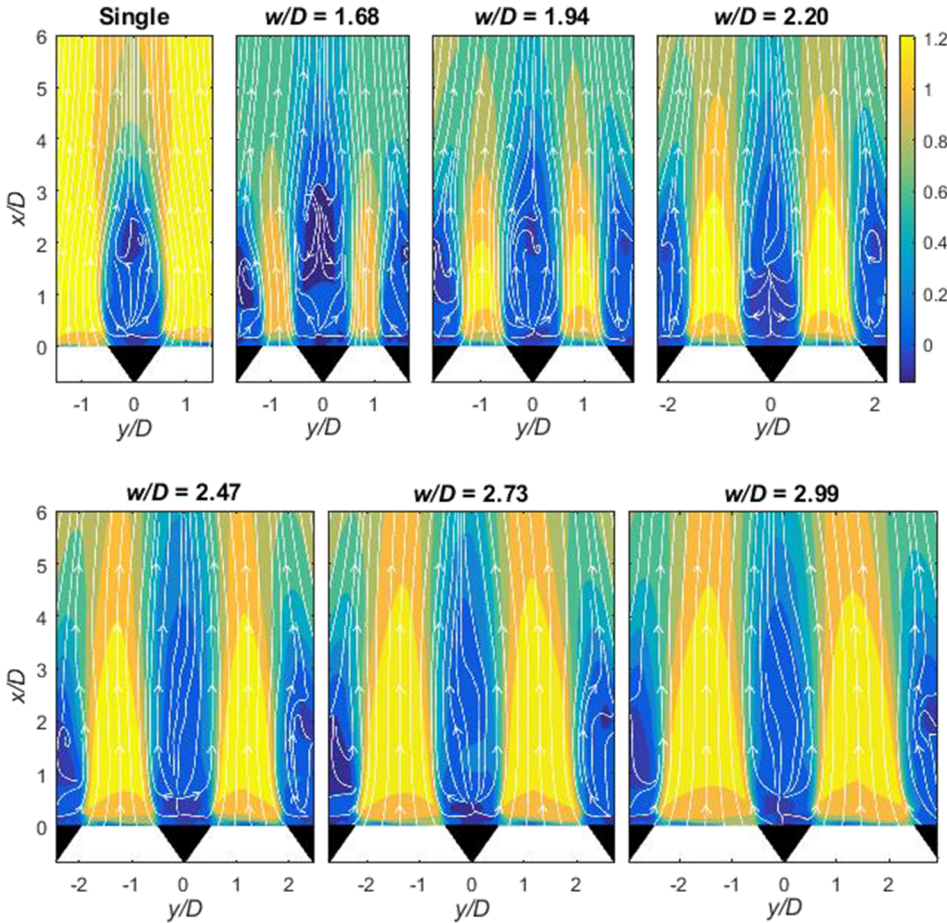 Single
w/D = 1.68
w/D = 1.94
w/D = 2.20
x/D
6
5
4
3
2
1
0
-1 0 1
-1 0 1
-1 0 1
-2 0 2
y/D
y/D
y/D
y/D
1.2
1
0.8
0.6
0.4
0.2
0
w/D = 2.47
w/D = 2.73
w/D = 2.99
x/D
6
5
4
3
2
1
0
-2 -1 0 1 2
-2 -1 0 1 2
-2 -1 0 1 2
y/D
y/D
y/D